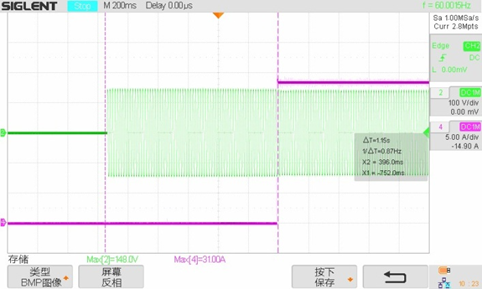 SIGLENT Stop M 200ms Delay 0.00μs f = 60.0015Hz
Sa 1.00MSa/s
Curr 2.8Mpts
Edge CH2
DC
L 0.00mV
2 DC1M
100 V/div
0.00 mV
4 DC1M
5.00 A/div
-14.90 A
ΔT=1.15s
1/ΔT=0.87Hz
X2 = 396.0ms
X1 = -752.0ms
存储 Max[2]=148.0V Max[4]=31.00A
类型
BMP图像
屏幕
反相
按下
保存
10 : 23